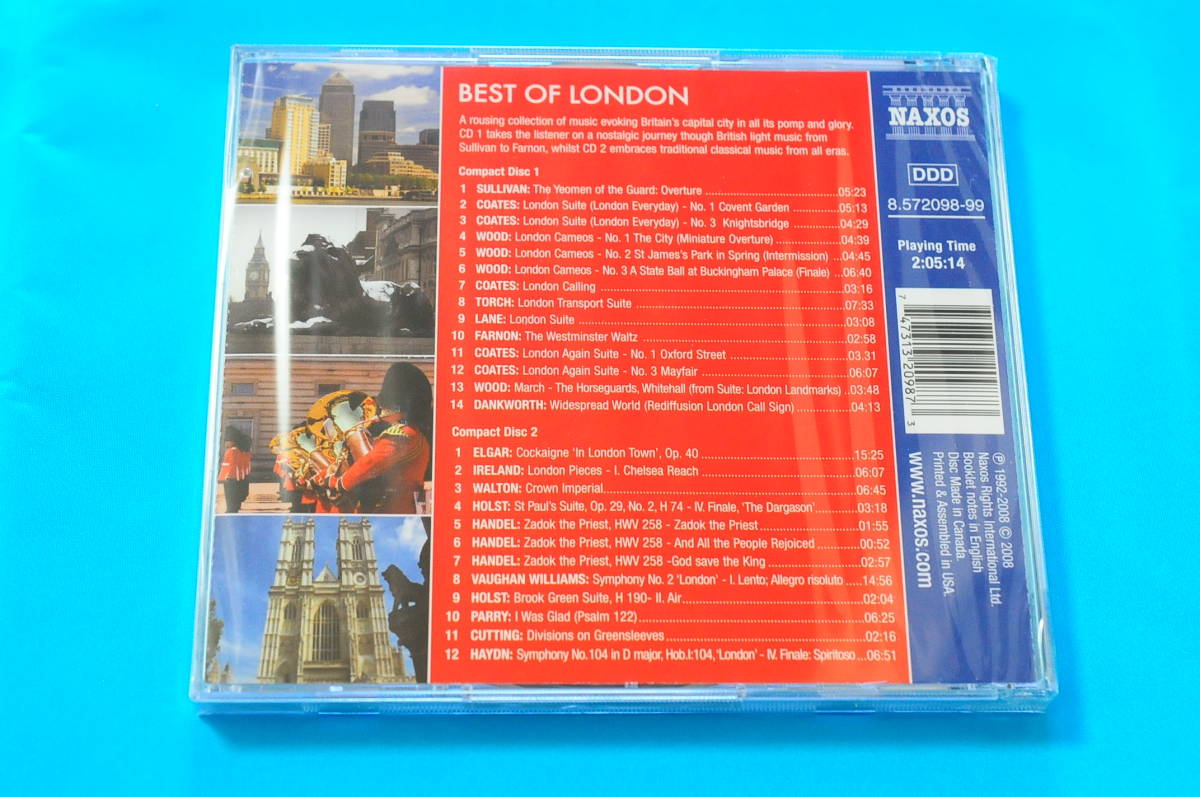 BEST OF LONDON
A rousing collection of music evoking Britain's capital city in all its pomp and glory.
CD 1 takes the listener on a nostalgic journey though British light music from
Sullivan to Farnon, whilst CD 2 embraces traditional classical music from all eras.
Compact Disc 1
1 SULLIVAN: The Yeomen of the Guard: Overture 05:23
2 COATES: London Suite (London Everyday) - No. 1 Covent Garden 05:13
3 COATES: London Suite (London Everyday) - No. 3 Knightsbridge 04:29
4 WOOD: London Cameos - No. 1 The City (Miniature Overture) 04:39
5 WOOD: London Cameos - No. 2 St James's Park in Spring (Intermission) 04:45
6 WOOD: London Cameos - No. 3 A State Ball at Buckingham Palace (Finale) 06:40
7 COATES: London Calling 03:16
8 TORCH: London Transport Suite 07:33
9 LANE: London Suite 03:08
10 FARNON: The Westminster Waltz 02:58
11 COATES: London Again Suite - No. 1 Oxford Street 03.31
12 COATES: London Again Suite - No. 3 Mayfair 06:07
13 WOOD: March - The Horseguards, Whitehall (from Suite: London Landmarks) 03:48
14 DANKWORTH: Widespread World (Rediffusion London Call Sign) 04:13
Compact Disc 2
1 ELGAR: Cockaigne 'In London Town', Op. 40 15:25
2 IRELAND: London Pieces - I. Chelsea Reach 06:07
3 WALTON: Crown Imperial 06:45
4 HOLST: St Paul's Suite, Op. 29, No. 2, H 74 - IV. Finale, 'The Dargason' 03:18
5 HANDEL: Zadok the Priest, HWV 258 - Zadok the Priest 01:55
6 HANDEL: Zadok the Priest, HWV 258 - And All the People Rejoiced 00:52
7 HANDEL: Zadok the Priest, HWV 258 -God save the King 02:57
8 VAUGHAN WILLIAMS: Symphony No. 2 'London' - I. Lento; Allegro risoluto 14:56
9 HOLST: Brook Green Suite, H 190- II. Air 02:04
10 PARRY: I Was Glad (Psalm 122) 06:25
11 CUTTING: Divisions on Greensleeves 02:16
12 HAYDN: Symphony No.104 in D major, Hob.I:104, 'London' - IV. Finale: Spiritoso 06:51
NAXOS
DDD
8.572098-99
Playing Time
2:05:14
7 47313 20987 3
℗ 1992-2008 © 2008
Naxos Rights International Ltd.
Booklet notes in English
Disc Made in Canada.
Printed & Assembled in USA.
www.naxos.com